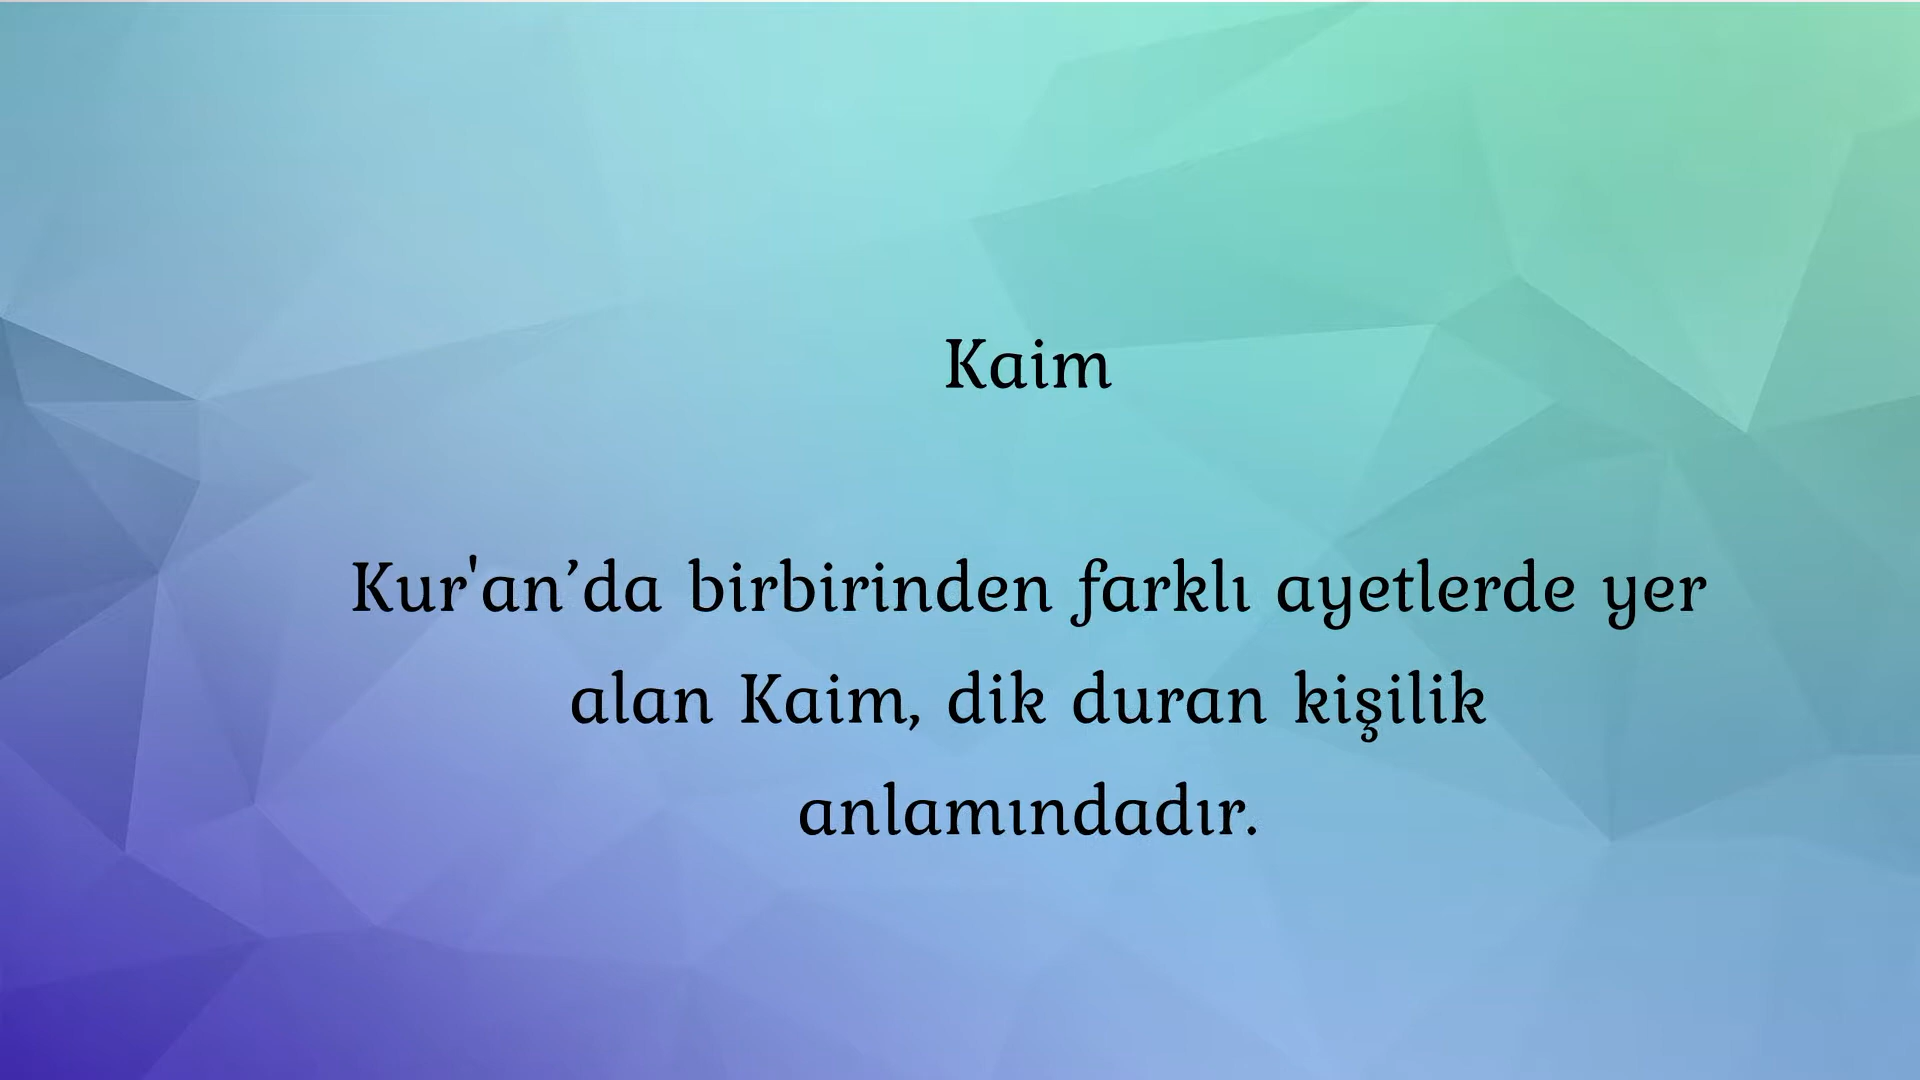 Kaim
Kur'an’da birbirinden farklı ayetlerde yer
alan Kaim, dik duran kişilik
anlamındadır.